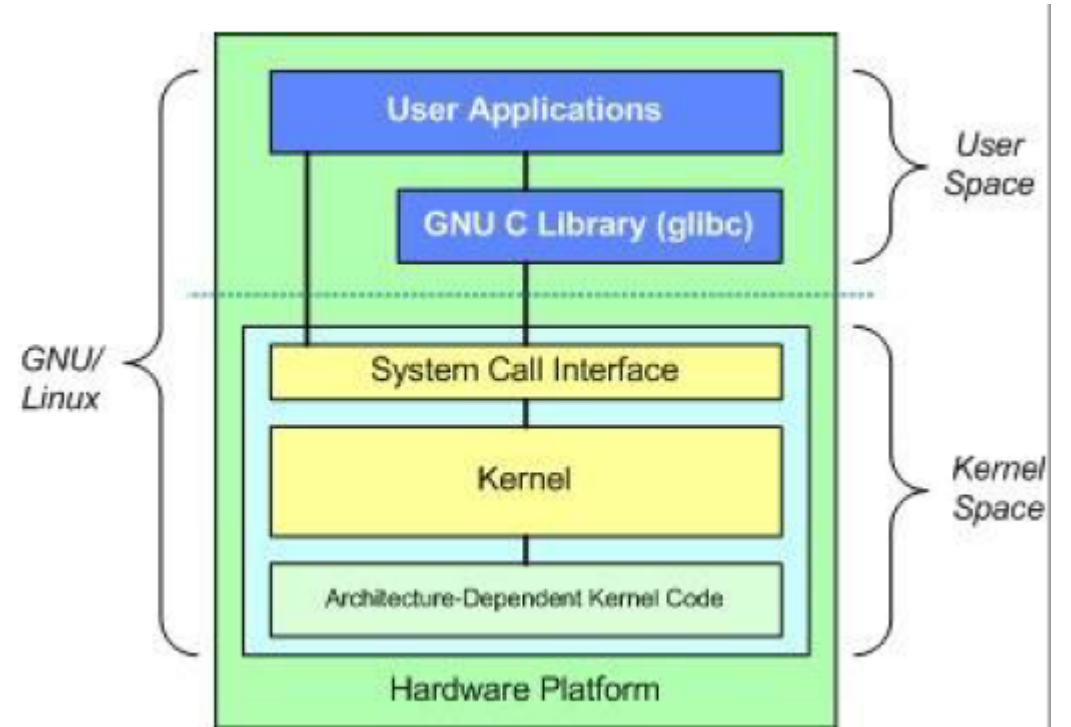 User Applications
User
Space
GNU C Library (glibc)
GNU/
Linux
System Call Interface
Kernel
Kernel
Space
Architecture-Dependent Kernel Code
Hardware Platform